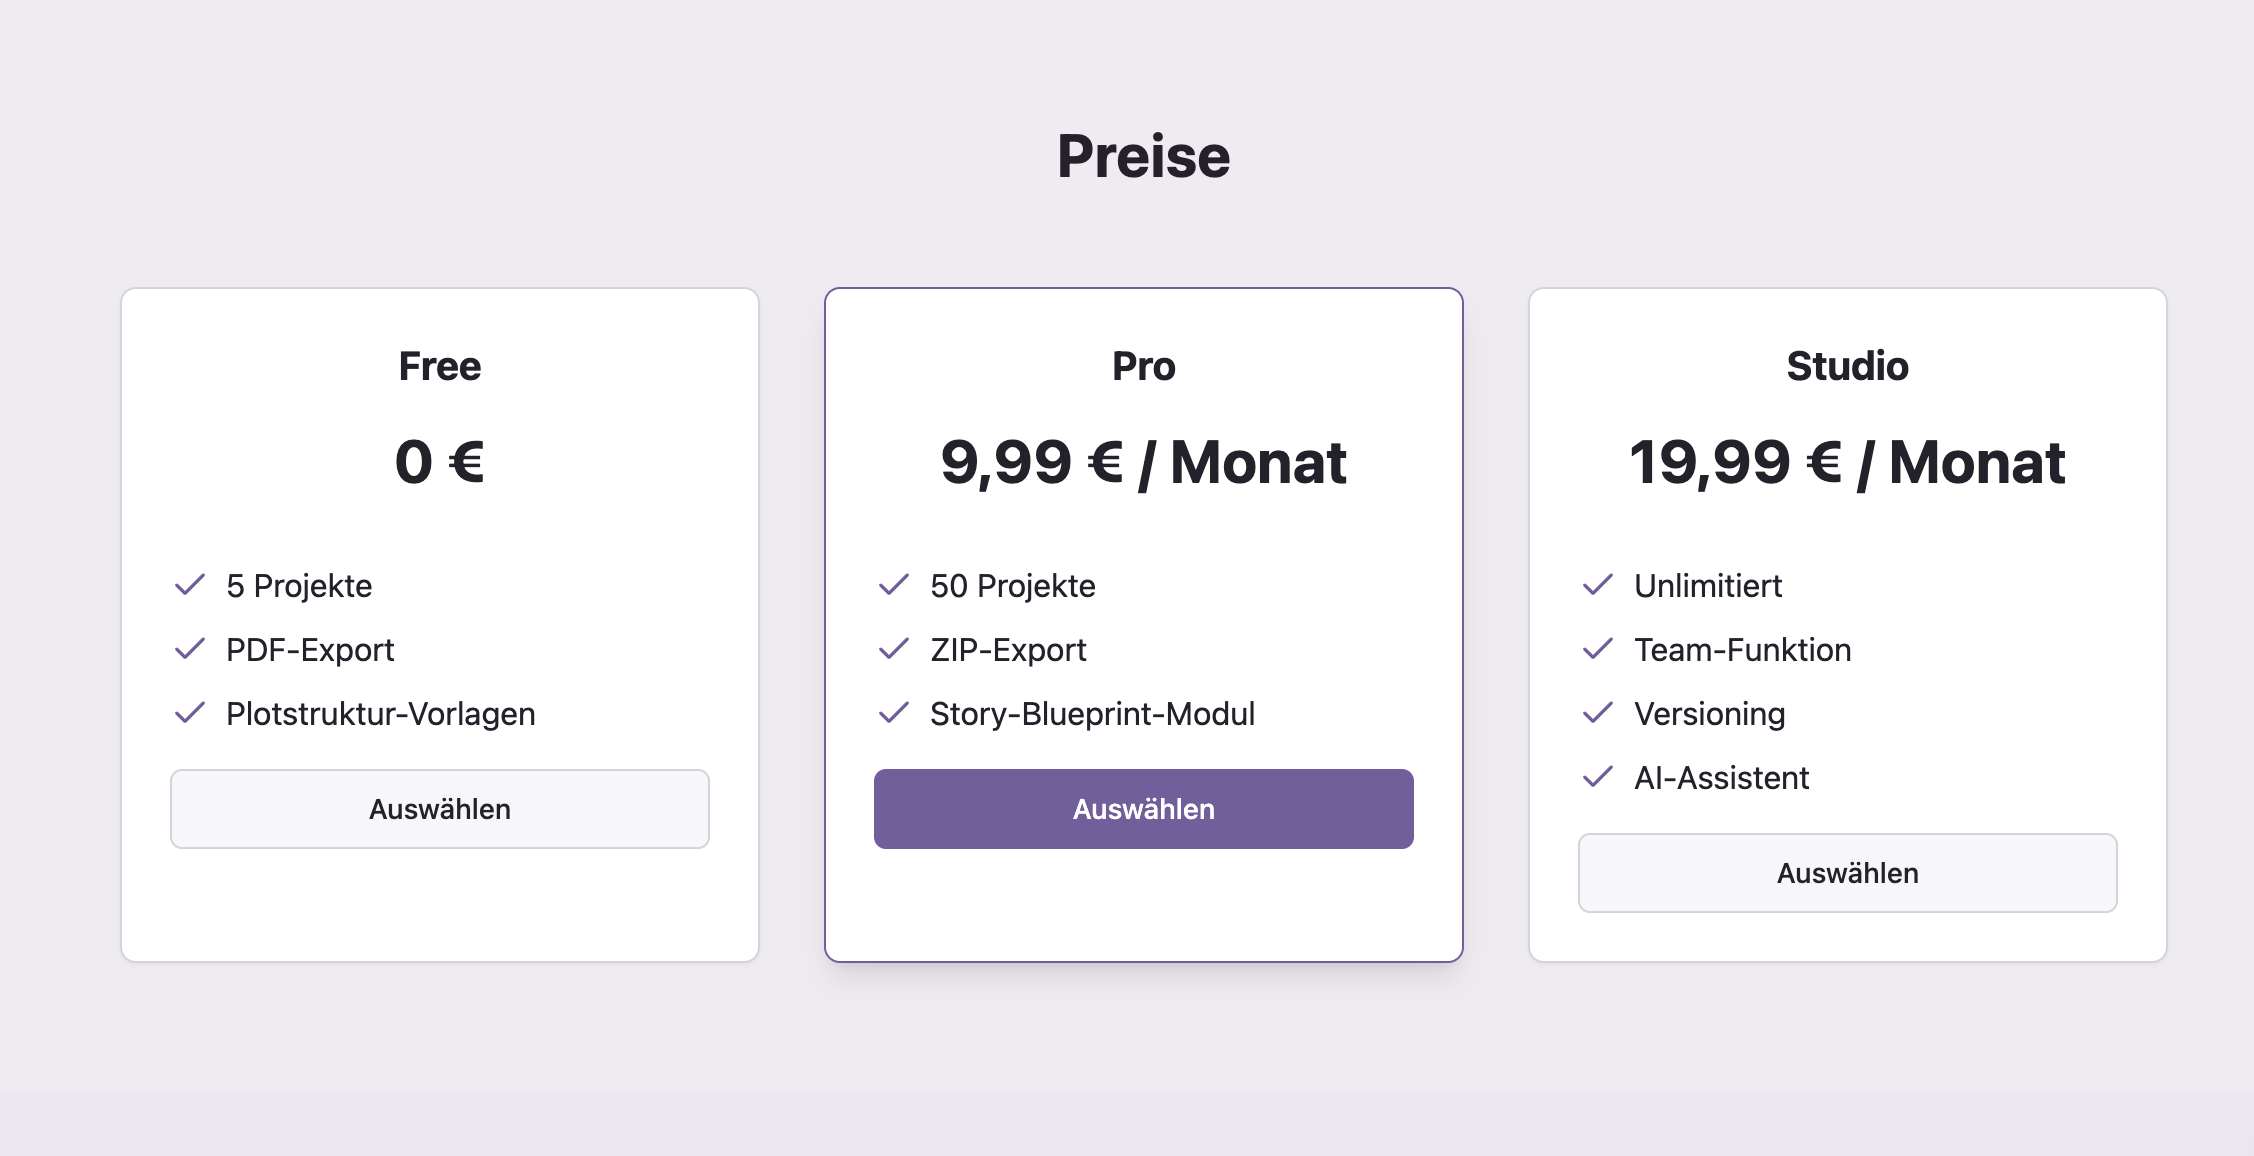 Preise
Free
0 €
5 Projekte
PDF-Export
Plotstruktur-Vorlagen
Auswählen
Pro
9,99 € / Monat
50 Projekte
ZIP-Export
Story-Blueprint-Modul
Auswählen
Studio
19,99 € / Monat
Unlimitiert
Team-Funktion
Versioning
AI-Assistent
Auswählen